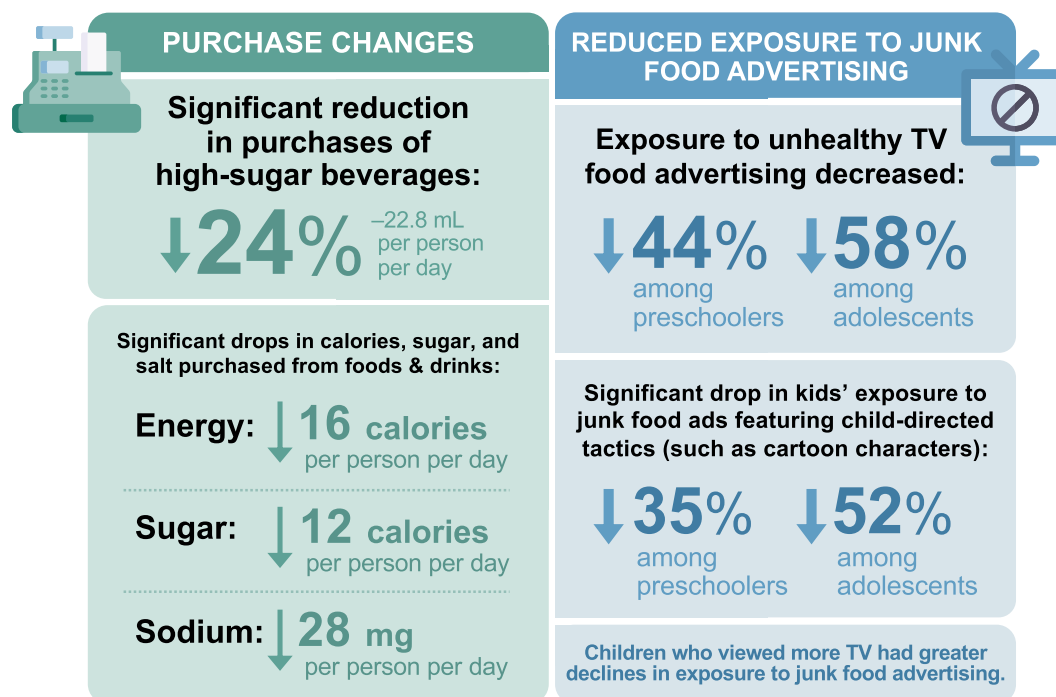 PURCHASE CHANGES
Significant reduction
in purchases of
high-sugar beverages:
24%
–22.8 mL
per person
per day
Significant drops in calories, sugar, and
salt purchased from foods & drinks:
Energy:
16 calories
per person per day
Sugar:
12 calories
per person per day
Sodium:
28 mg
per person per day
REDUCED EXPOSURE TO JUNK
FOOD ADVERTISING
Exposure to unhealthy TV
food advertising decreased:
44%
among
preschoolers
58%
among
adolescents
Significant drop in kids’ exposure to
junk food ads featuring child-directed
tactics (such as cartoon characters):
35%
among
preschoolers
52%
among
adolescents
Children who viewed more TV had greater
declines in exposure to junk food advertising.